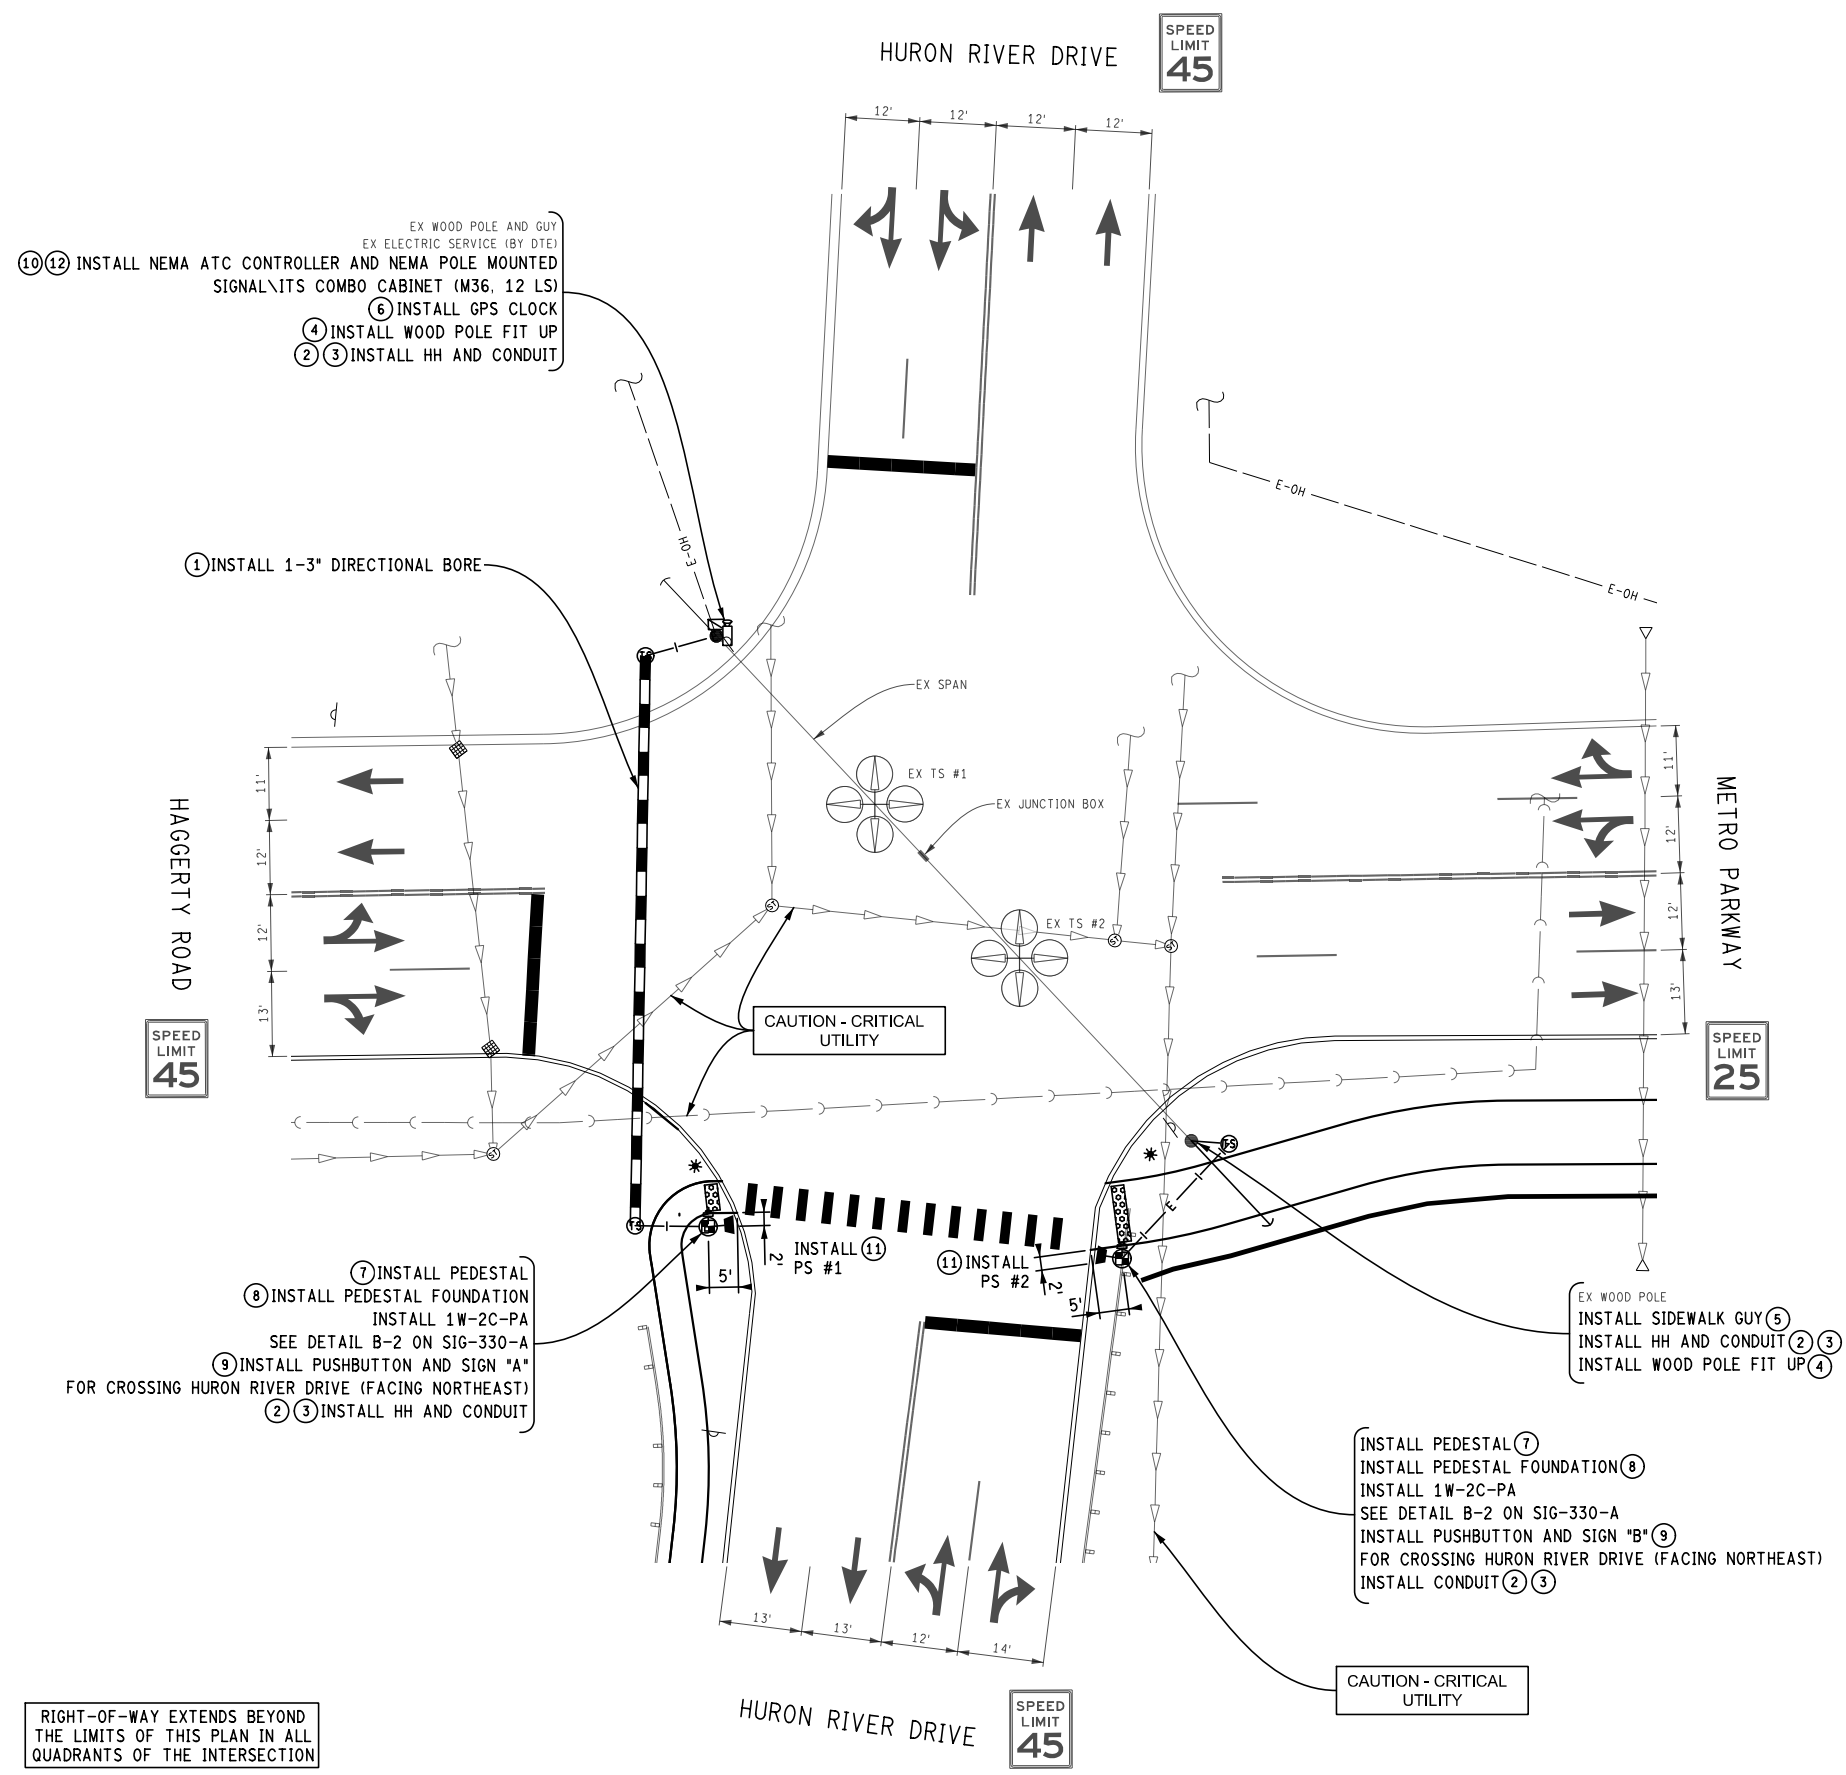 HURON RIVER DRIVE
SPEED
LIMIT
45
12'
12'
12'
12'
EX WOOD POLE AND GUY
EX ELECTRIC SERVICE (BY DTE)
10 12 INSTALL NEMA ATC CONTROLLER AND NEMA POLE MOUNTED
SIGNAL\ITS COMBO CABINET (M36, 12 LS)
6 INSTALL GPS CLOCK
4 INSTALL WOOD POLE FIT UP
2 3 INSTALL HH AND CONDUIT
E-OH
E-OH
E-OH
1 INSTALL 1-3" DIRECTIONAL BORE
TS
EX SPAN
EX TS #1
EX JUNCTION BOX
EX TS #2
ST
ST
ST
ST
HAGGERTY ROAD
11'
12'
12'
13'
SPEED
LIMIT
45
METRO PARKWAY
11'
12'
12'
13'
SPEED
LIMIT
25
CAUTION - CRITICAL
UTILITY
TS
TS
E
INSTALL 11
PS #1
11 INSTALL
PS #2
2'
5'
2'
5'
7 INSTALL PEDESTAL
8 INSTALL PEDESTAL FOUNDATION
INSTALL 1W-2C-PA
SEE DETAIL B-2 ON SIG-330-A
9 INSTALL PUSHBUTTON AND SIGN "A"
FOR CROSSING HURON RIVER DRIVE (FACING NORTHEAST)
2 3 INSTALL HH AND CONDUIT
EX WOOD POLE
INSTALL SIDEWALK GUY 5
INSTALL HH AND CONDUIT 2 3
INSTALL WOOD POLE FIT UP 4
INSTALL PEDESTAL 7
INSTALL PEDESTAL FOUNDATION 8
INSTALL 1W-2C-PA
SEE DETAIL B-2 ON SIG-330-A
INSTALL PUSHBUTTON AND SIGN "B" 9
FOR CROSSING HURON RIVER DRIVE (FACING NORTHEAST)
INSTALL CONDUIT 2 3
13'
13'
12'
14'
CAUTION - CRITICAL
UTILITY
HURON RIVER DRIVE
SPEED
LIMIT
45
RIGHT-OF-WAY EXTENDS BEYOND
THE LIMITS OF THIS PLAN IN ALL
QUADRANTS OF THE INTERSECTION